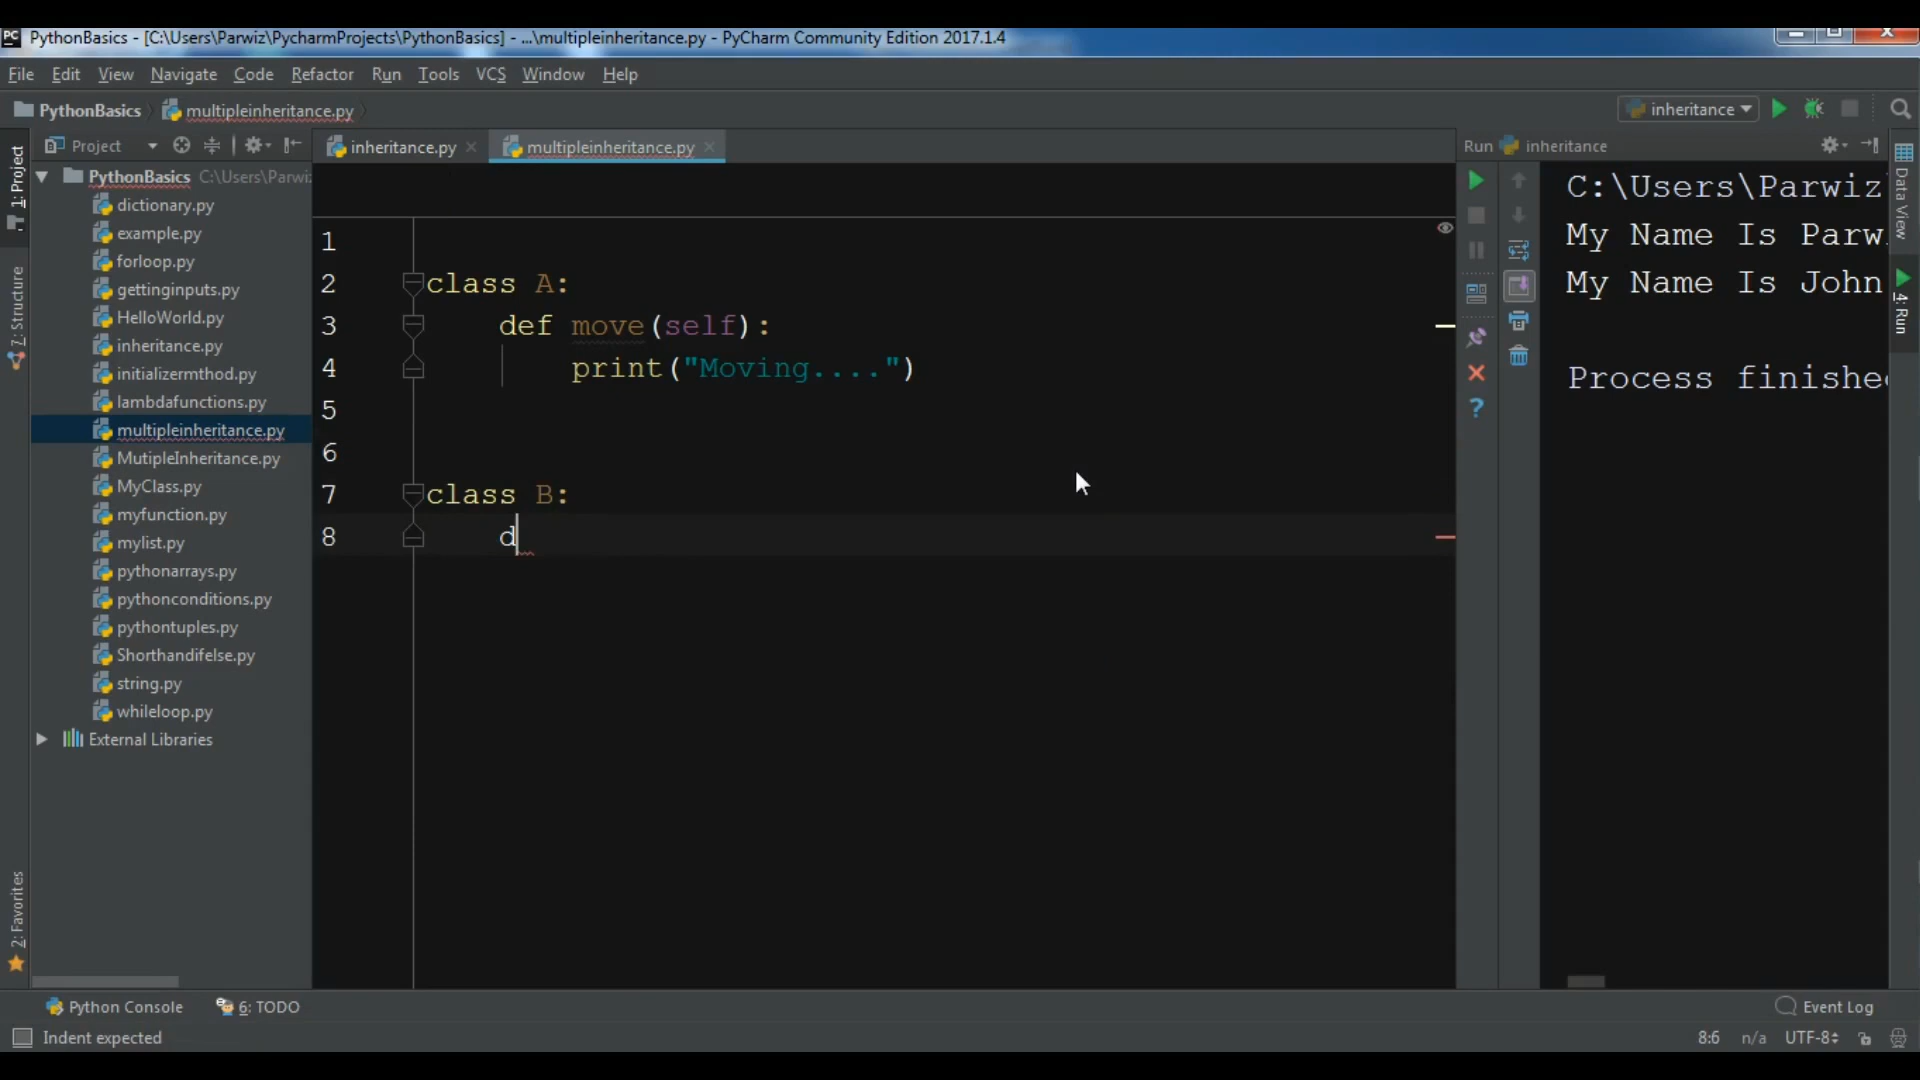 PythonBasics - [C:\Users\Parwiz\PycharmProjects\PythonBasics] - ...\multipleinheritance.py - PyCharm Community Edition 2017.1.4
File Edit View Navigate Code Refactor Run Tools VCS Window Help
PythonBasics multipleinheritance.py inheritance
1: Project
7: Structure
2: Favorites
Project
PythonBasics C:\Users\Parwiz
dictionary.py
example.py
forloop.py
gettinginputs.py
HelloWorld.py
inheritance.py
initializermthod.py
lambdafunctions.py
multipleinheritance.py
MutipleInheritance.py
MyClass.py
myfunction.py
mylist.py
pythonarrays.py
pythonconditions.py
pythontuples.py
Shorthandifelse.py
string.py
whileloop.py
External Libraries
inheritance.py multipleinheritance.py
1
2 class A:
3 def move(self):
4 print("Moving....")
5
6
7 class B:
8 d
Run inheritance
C:\Users\Parwiz
My Name Is Parw
My Name Is John
Process finishe
Data View
4: Run
Python Console 6: TODO Event Log
Indent expected 8:6 n/a UTF-8